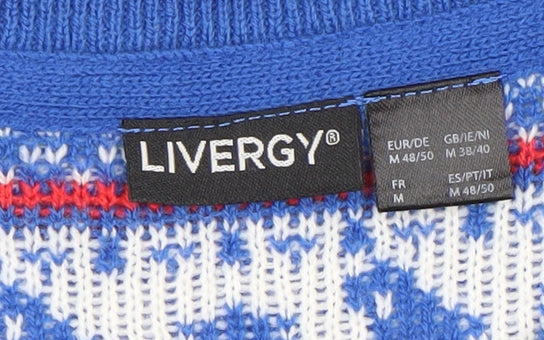 LIVERGY®
EUR/DE GB/IE/NI
M 48/50 M 38/40
FR ES/PT/IT
M M 48/50